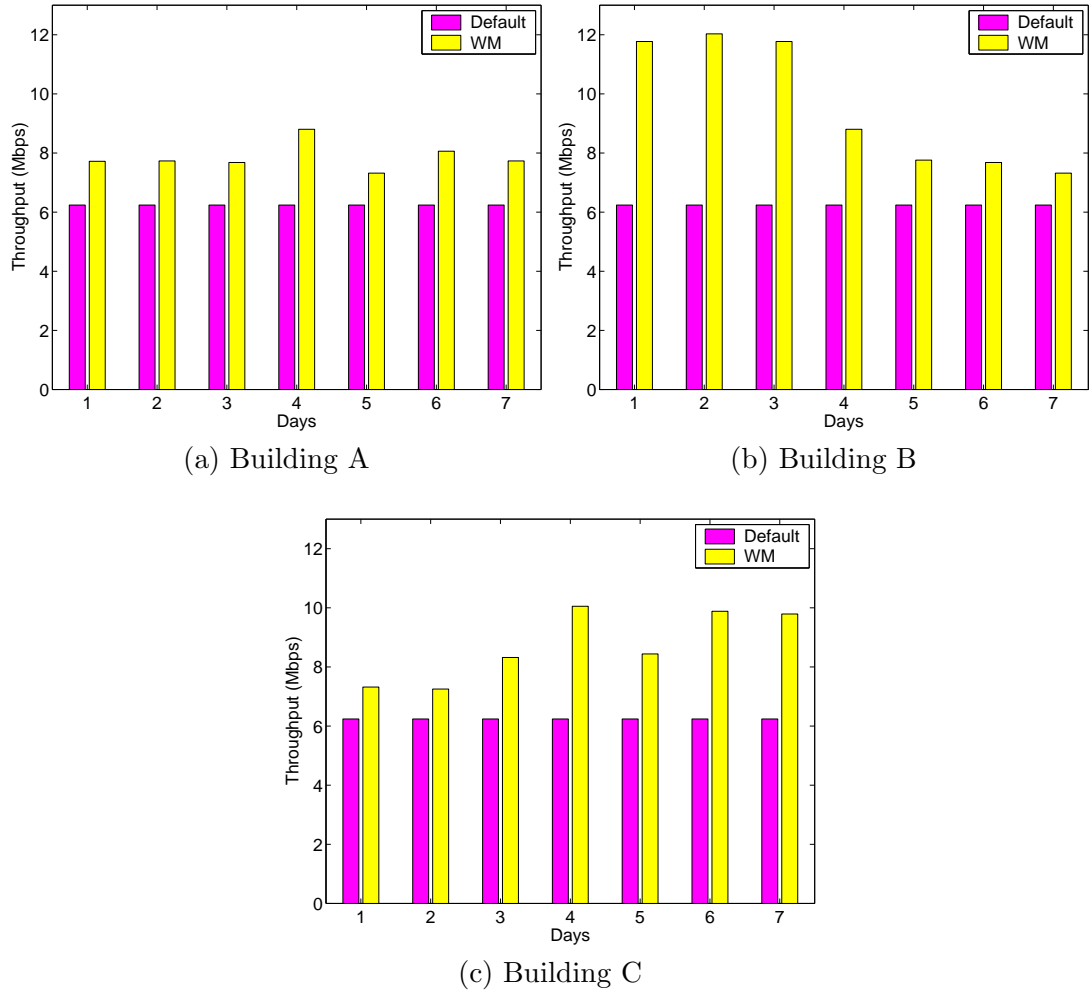 Default
WM
12
10
8
6
4
2
0
Throughput (Mbps)
1 2 3 4 5 6 7
Days
(a) Building A
Default
WM
12
10
8
6
4
2
0
Throughput (Mbps)
1 2 3 4 5 6 7
Days
(b) Building B
Default
WM
12
10
8
6
4
2
0
Throughput (Mbps)
1 2 3 4 5 6 7
Days
(c) Building C